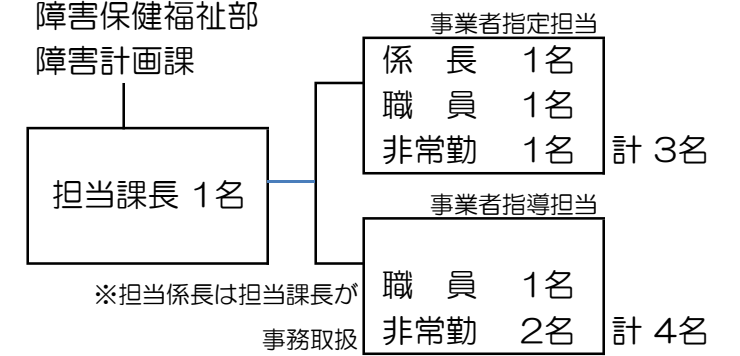 障害保健福祉部
障害計画課
担当課長 1名
事業者指定担当
係　長　1名
職　員　1名
非常勤　1名
計 3名
事業者指導担当
職　員　1名
非常勤　2名
計 4名
※担当係長は担当課長が
事務取扱